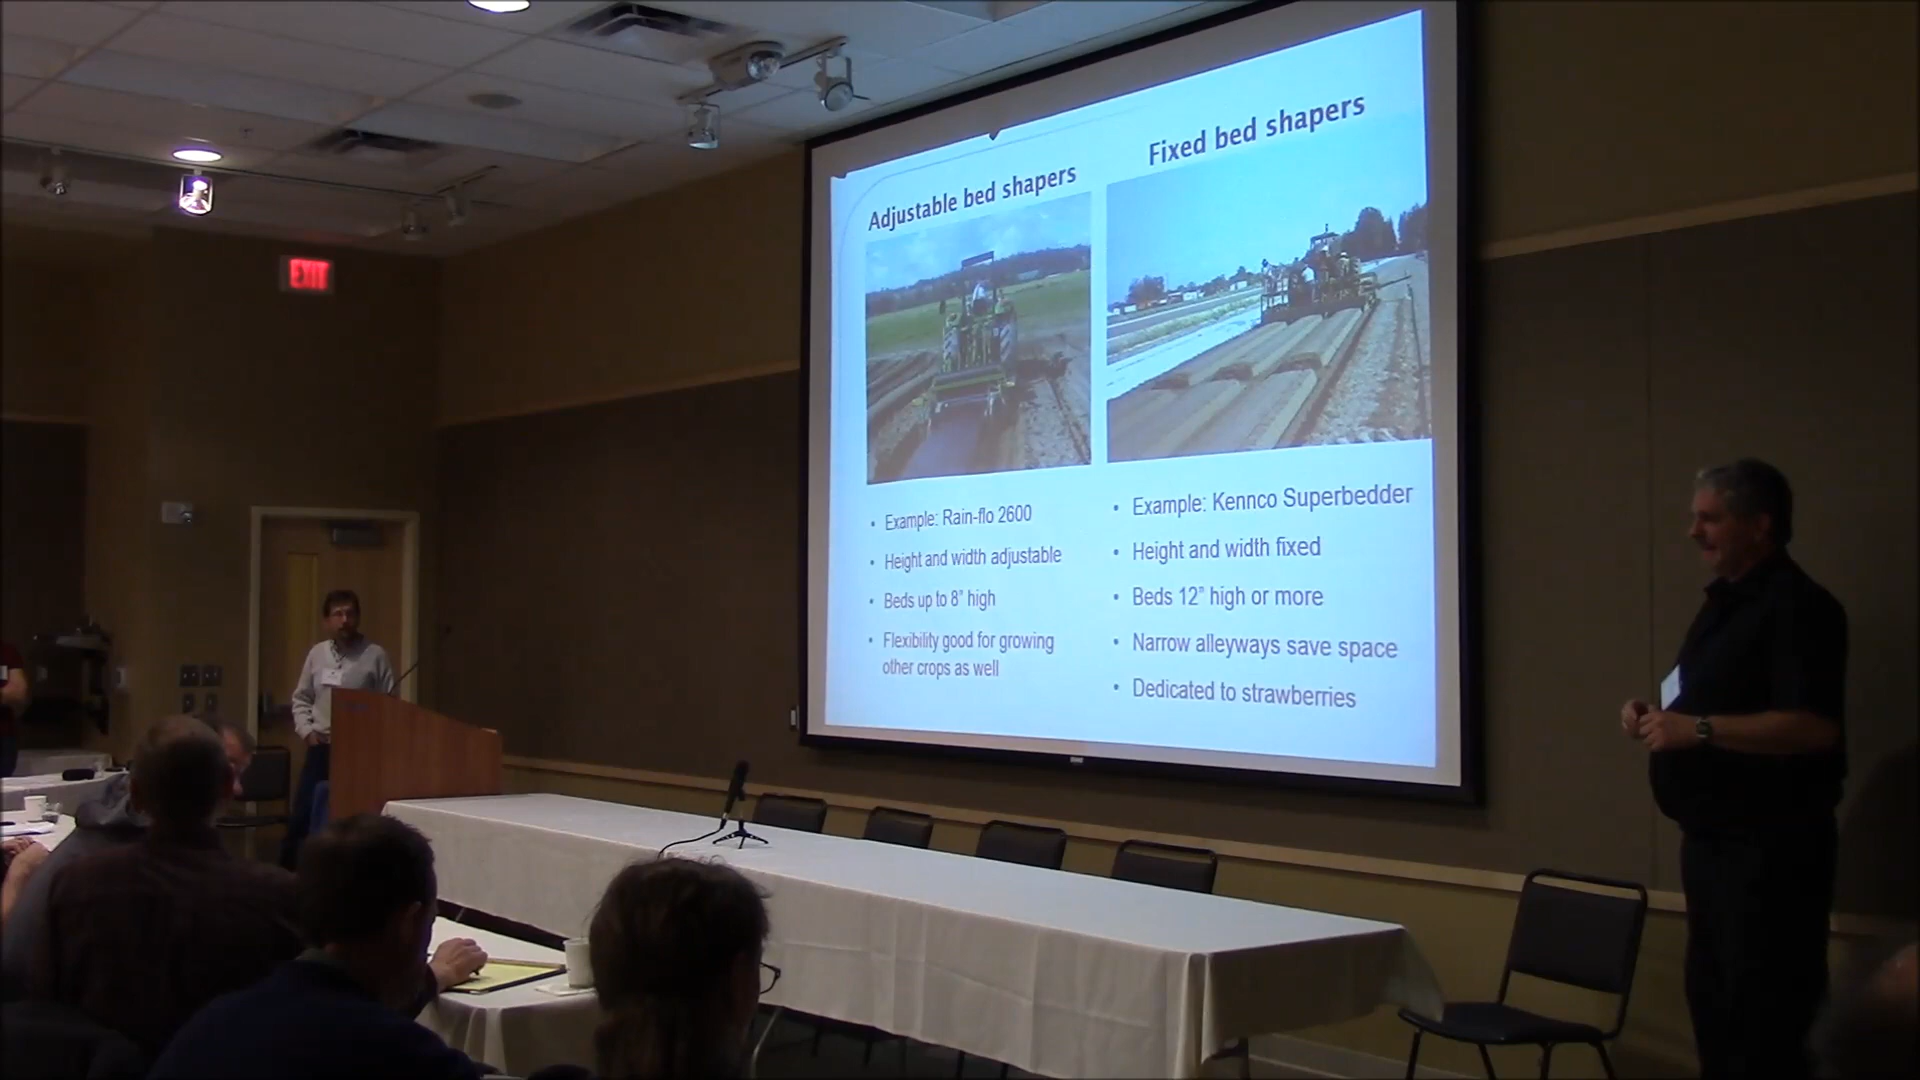 EXIT
Adjustable bed shapers
• Example: Rain-flo 2600
• Height and width adjustable
• Beds up to 8" high
• Flexibility good for growing
other crops as well
Fixed bed shapers
• Example: Kennco Superbedder
• Height and width fixed
• Beds 12" high or more
• Narrow alleyways save space
• Dedicated to strawberries